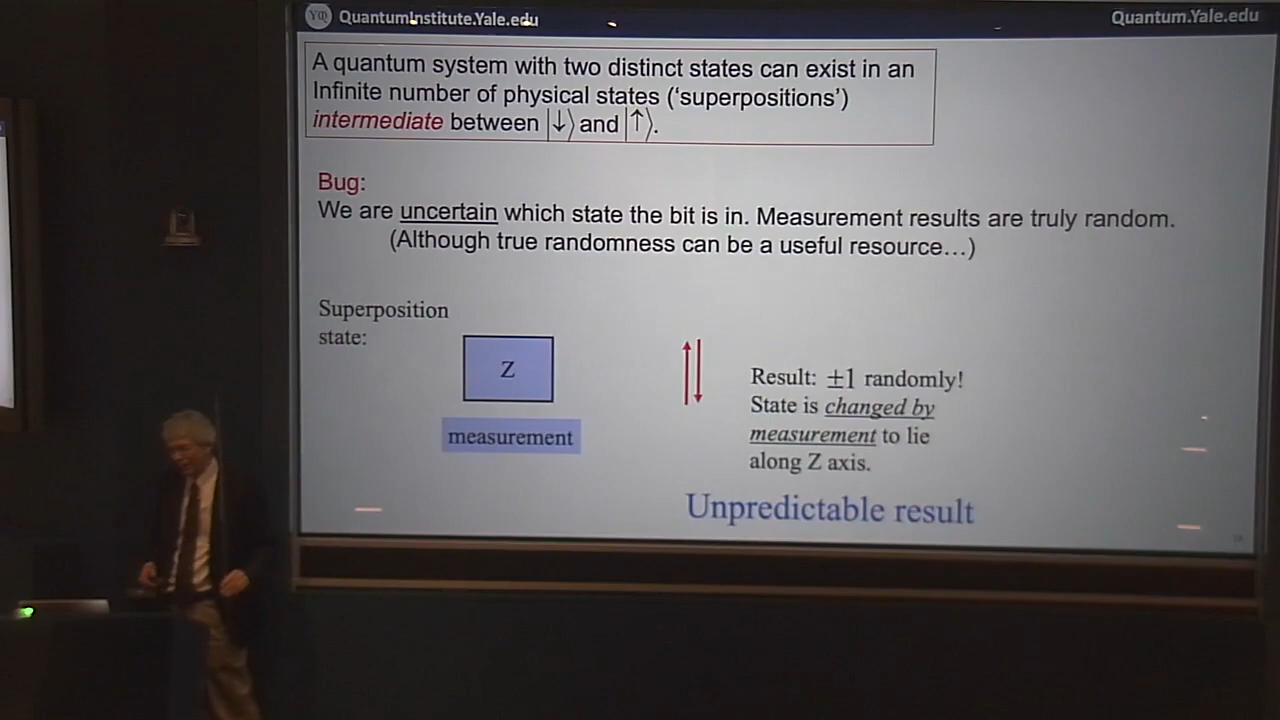 YQ QuantumInstitute.Yale.edu
Quantum.Yale.edu
A quantum system with two distinct states can exist in an
Infinite number of physical states (‘superpositions’)
intermediate between |↓⟩ and |↑⟩.
Bug:
We are uncertain which state the bit is in. Measurement results are truly random.
(Although true randomness can be a useful resource…)
Superposition
state:
Z
measurement
Result: ±1 randomly!
State is changed by
measurement to lie
along Z axis.
Unpredictable result